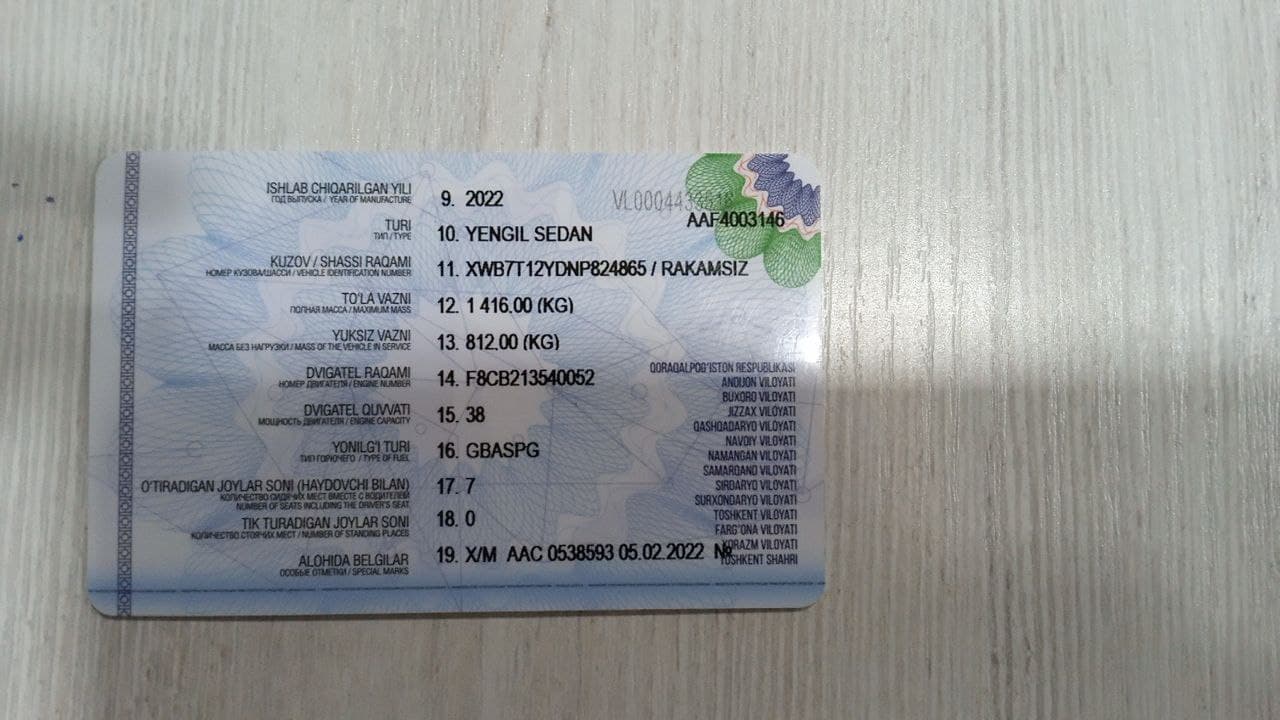 ISHLAB CHIQARILGAN YILI 9. 2022
ГОД ВЫПУСКА / YEAR OF MANUFACTURE
AAF4003146
TURI 10. YENGIL SEDAN
ТИП / TYPE
KUZOV / SHASSI RAQAMI 11. XWB7T12YDNP824865 / RAKAMSIZ
НОМЕР КУЗОВА/ШАССИ / VEHICLE IDENTIFICATION NUMBER
TO'LA VAZNI 12. 1 416.00 (KG)
ПОЛНАЯ МАССА / MAXIMUM MASS
YUKSIZ VAZNI 13. 812.00 (KG)
МАССА БЕЗ НАГРУЗКИ / MASS OF THE VEHICLE IN SERVICE
DVIGATEL RAQAMI 14. F8CB213540052
НОМЕР ДВИГАТЕЛЯ / ENGINE NUMBER
DVIGATEL QUVVATI 15. 38
МОЩНОСТЬ ДВИГАТЕЛЯ / ENGINE CAPACITY
YONILG'I TURI 16. GBASPG
ТИП ГОРЮЧЕГО / TYPE OF FUEL
O'TIRADIGAN JOYLAR SONI (HAYDOVCHI BILAN) 17. 7
КОЛИЧЕСТВО СИДЯЧИХ МЕСТ ВМЕСТЕ С ВОДИТЕЛЕМ
NUMBER OF SEATS INCLUDING THE DRIVER'S SEAT
TIK TURADIGAN JOYLAR SONI 18. 0
КОЛИЧЕСТВО СТОЯЧИХ МЕСТ / NUMBER OF STANDING PLACES
ALOHIDA BELGILAR 19. X/M AAC 0538593 05.02.2022 №
ОСОБЫЕ ОТМЕТКИ / SPECIAL MARKS
QORAQALPOG'ISTON RESPUBLIKASI
ANDIJON VILOYATI
BUXORO VILOYATI
JIZZAX VILOYATI
QASHQADARYO VILOYATI
NAVOIY VILOYATI
NAMANGAN VILOYATI
SAMARQAND VILOYATI
SIRDARYO VILOYATI
SURXONDARYO VILOYATI
TOSHKENT VILOYATI
FARG'ONA VILOYATI
XORAZM VILOYATI
TOSHKENT SHAHRI